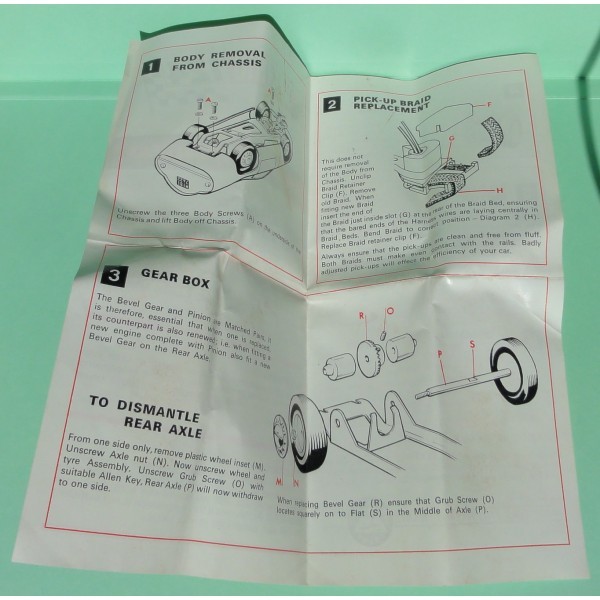 1
BODY REMOVAL
FROM CHASSIS
A
Unscrew the three Body Screws (A) on the underside of the
Chassis and lift Body off Chassis.
2
PICK-UP BRAID
REPLACEMENT
F
G
H
This does not
require removal
of the Body from
Chassis. Unclip
Braid Retainer
Clip (F). Remove
old Braid. When
fitting new Braid
insert the end of
the Braid just inside slot (G) at the rear of the Braid Bed, ensuring
that the bared ends of the Harness wires are laying centrally in
Braid Beds. Bend Braid to correct position – Diagram 2 (H).
Replace Braid retainer clip (F).
Always ensure that the pick-ups are clean and free from fluff.
Both Braids must make even contact with the rails. Badly
adjusted pick-ups will effect the efficiency of your car.
3
GEAR BOX
The Bevel Gear and Pinion are Matched Pairs, it
is therefore, essential that when one is replaced,
its counterpart is also renewed; i.e. when fitting a
new engine complete with Pinion also fit a new
Bevel Gear on the Rear Axle.
TO DISMANTLE
REAR AXLE
From one side only, remove plastic wheel inset (M).
Unscrew Axle nut (N). Now unscrew wheel and
tyre Assembly. Unscrew Grub Screw (O) with
suitable Allen Key, Rear Axle (P) will now withdraw
to one side.
R
O
P
S
M
N
When replacing Bevel Gear (R) ensure that Grub Screw (O)
locates squarely on to Flat (S) in the Middle of Axle (P).